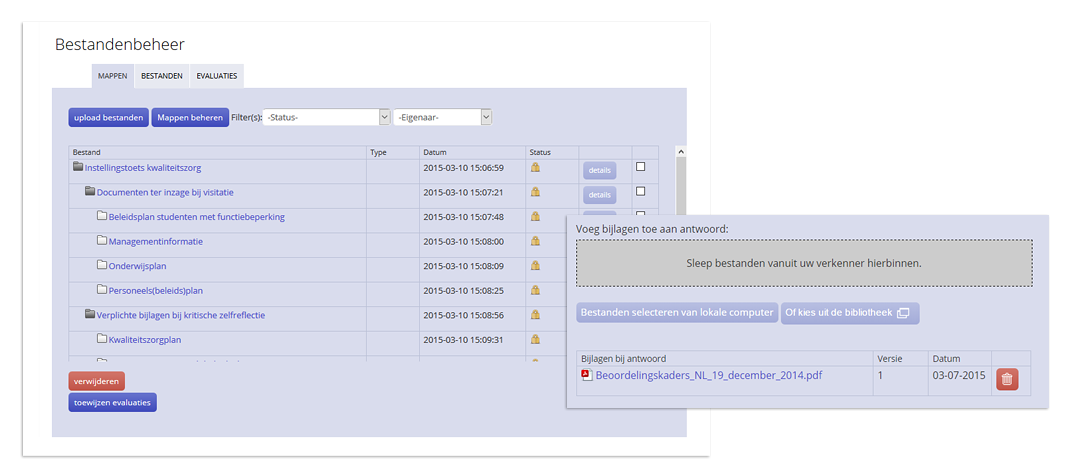 Bestandenbeheer
MAPPEN BESTANDEN EVALUATIES
upload bestanden Mappen beheren Filter(s): -Status- -Eigenaar-
Bestand Type Datum Status
Instellingstoets kwaliteitszorg 2015-03-10 15:06:59 details
Documenten ter inzage bij visitatie 2015-03-10 15:07:21 details
Beleidsplan studenten met functiebeperking 2015-03-10 15:07:48
Managementinformatie 2015-03-10 15:08:00
Onderwijsplan 2015-03-10 15:08:09
Personeels(beleids)plan 2015-03-10 15:08:25
Verplichte bijlagen bij kritische zelfreflectie 2015-03-10 15:08:56
Kwaliteitszorgplan 2015-03-10 15:09:31
verwijderen
toewijzen evaluaties
Voeg bijlagen toe aan antwoord:
Sleep bestanden vanuit uw verkenner hierbinnen.
Bestanden selecteren van lokale computer Of kies uit de bibliotheek
Bijlagen bij antwoord Versie Datum
Beoordelingskaders_NL_19_december_2014.pdf 1 03-07-2015